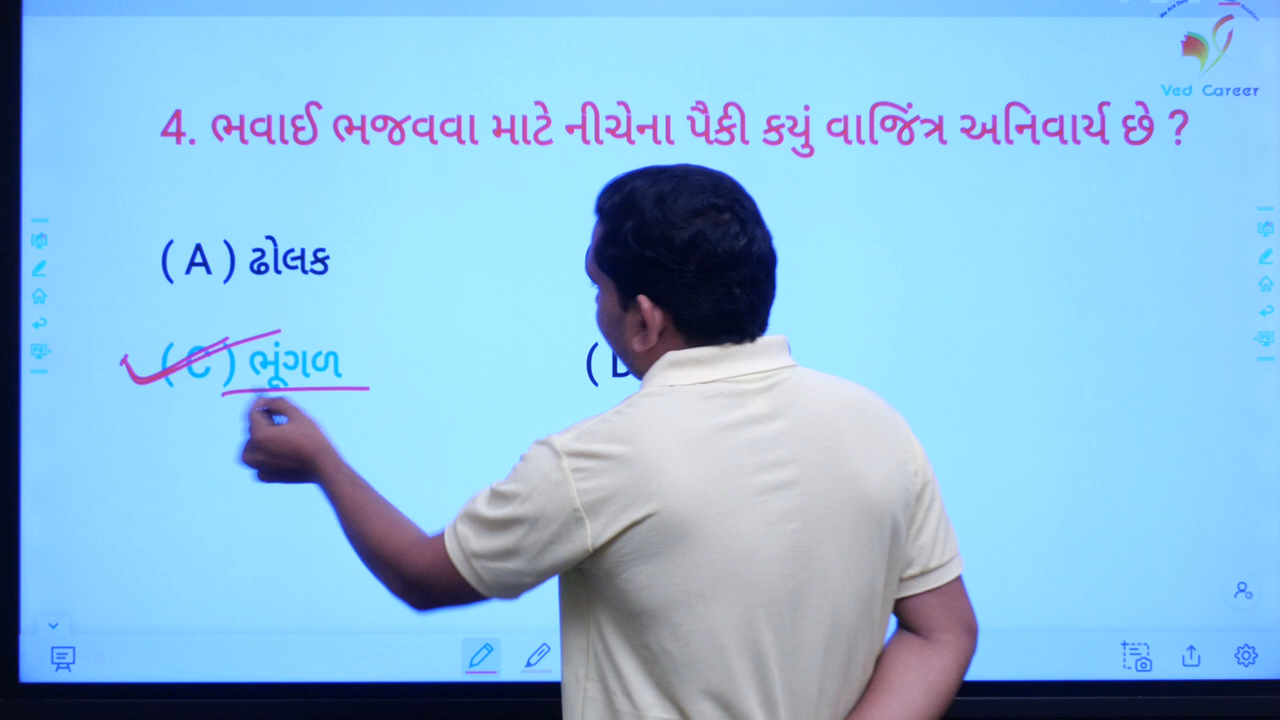 Ved Career
4. ભવાઈ ભજવવા માટે નીચેના પૈકી કયું વાજિંત્ર અનિવાર્ય છે ?
( A ) ઢોલક
( C ) ભૂંગળ